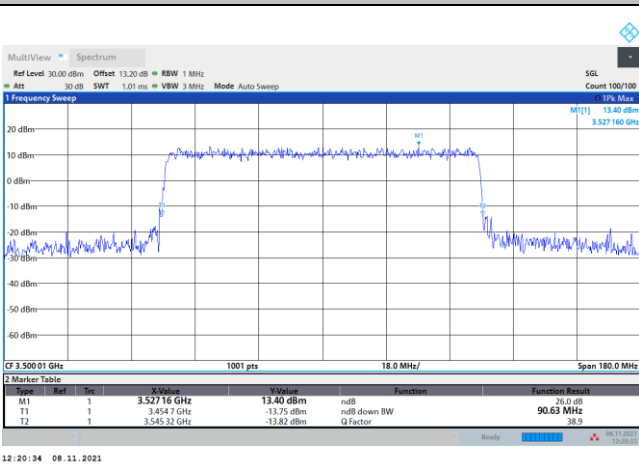 MultiView Spectrum
Ref Level 30.00 dBm Offset 13.20 dB RBW 1 MHz SGL
Att 30 dB SWT 1.01 ms VBW 3 MHz Mode Auto Sweep Count 100/100
1 Frequency Sweep 1Pk Max
M1[1] 13.40 dBm
3.527 160 GHz
20 dBm
M1
10 dBm
0 dBm
-10 dBm
-20 dBm
-30 dBm
-40 dBm
-50 dBm
-60 dBm
CF 3.500 01 GHz 1001 pts 18.0 MHz/ Span 180.0 MHz
2 Marker Table
Type Ref Trc X-Value Y-Value Function Function Result
M1 1 3.527 16 GHz 13.40 dBm ndB 26.0 dB
T1 1 3.454 7 GHz -13.75 dBm ndB down BW 90.63 MHz
T2 1 3.545 32 GHz -13.82 dBm Q Factor 38.9
Ready 08.11.2021
12:20:33
12:20:34 08.11.2021